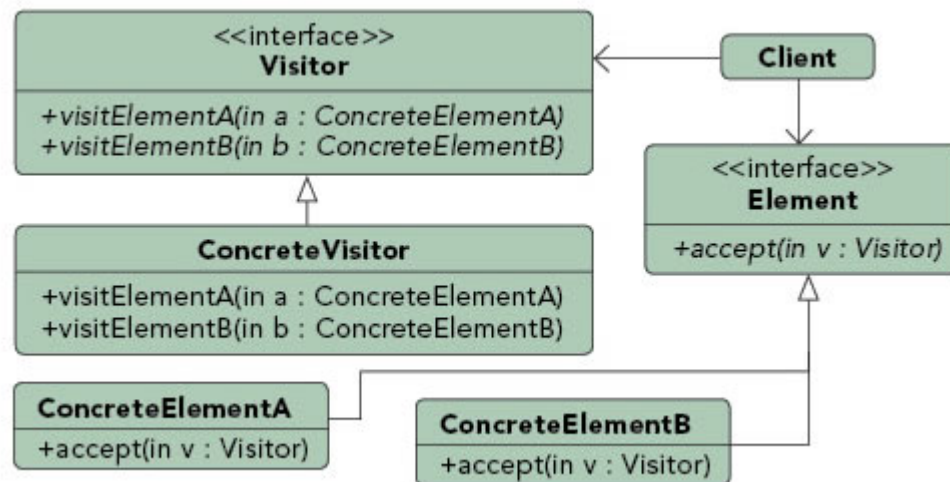 <<interface>>
Visitor
+visitElementA(in a : ConcreteElementA)
+visitElementB(in b : ConcreteElementB)
Client
<<interface>>
Element
+accept(in v : Visitor)
ConcreteVisitor
+visitElementA(in a : ConcreteElementA)
+visitElementB(in b : ConcreteElementB)
ConcreteElementA
+accept(in v : Visitor)
ConcreteElementB
+accept(in v : Visitor)